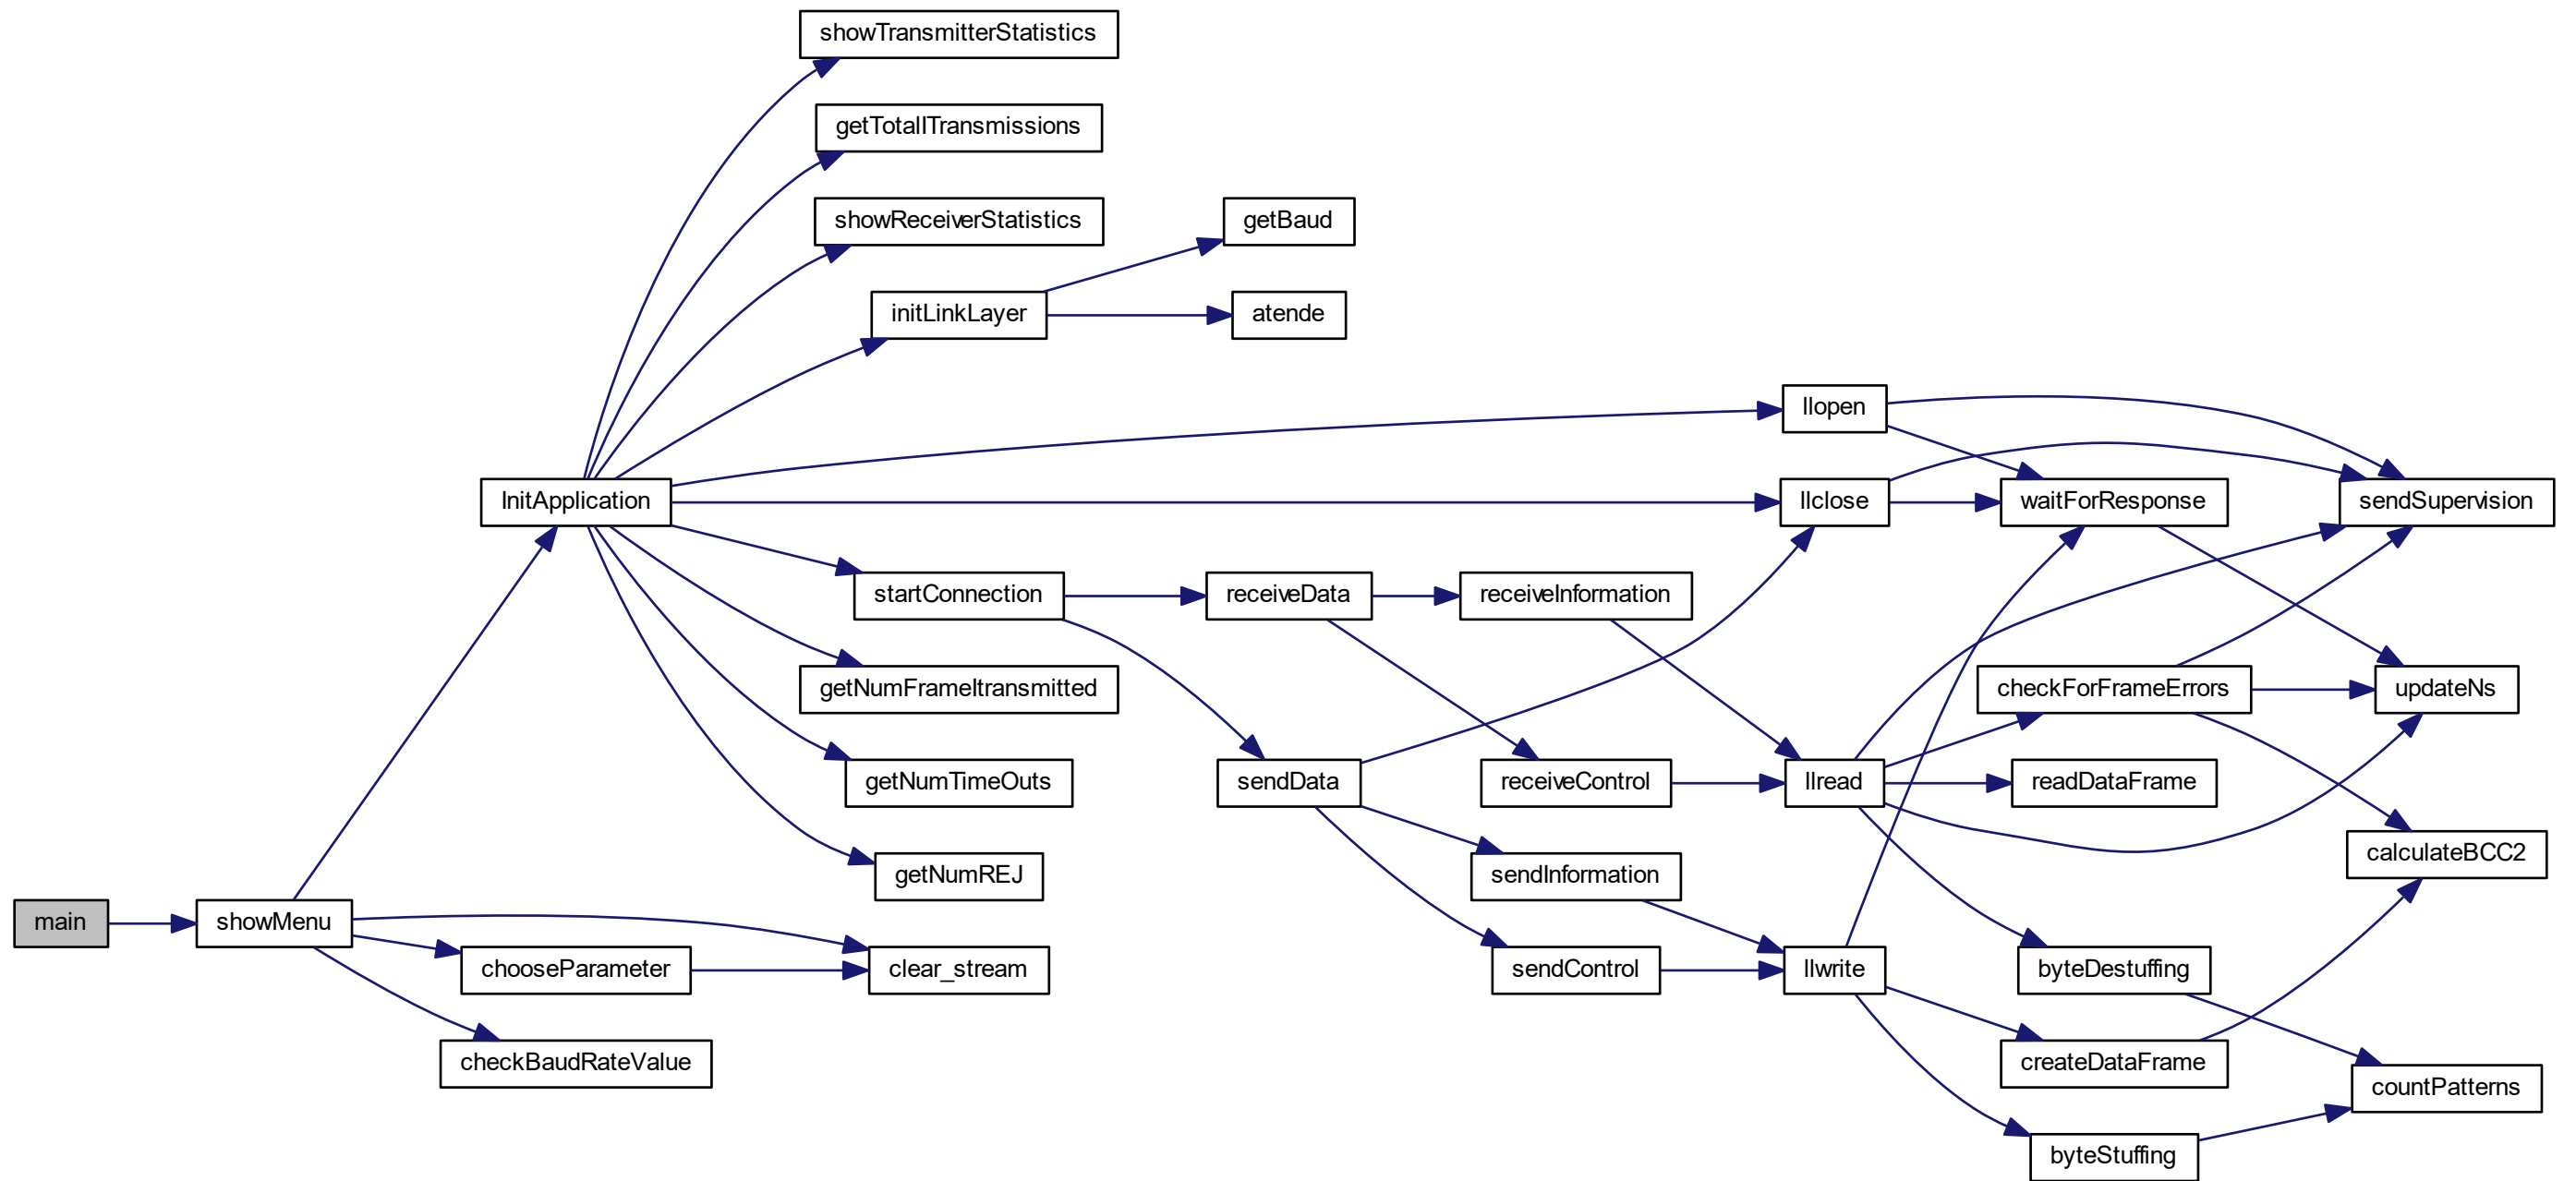 showTransmitterStatistics
getTotalITransmissions
showReceiverStatistics
getBaud
initLinkLayer
atende
llopen
InitApplication
llclose
waitForResponse
sendSupervision
startConnection
receiveData
receiveInformation
getNumFrameItransmitted
checkForFrameErrors
updateNs
getNumTimeOuts
sendData
receiveControl
llread
readDataFrame
calculateBCC2
getNumREJ
sendInformation
main
showMenu
chooseParameter
clear_stream
sendControl
llwrite
byteDestuffing
checkBaudRateValue
createDataFrame
countPatterns
byteStuffing